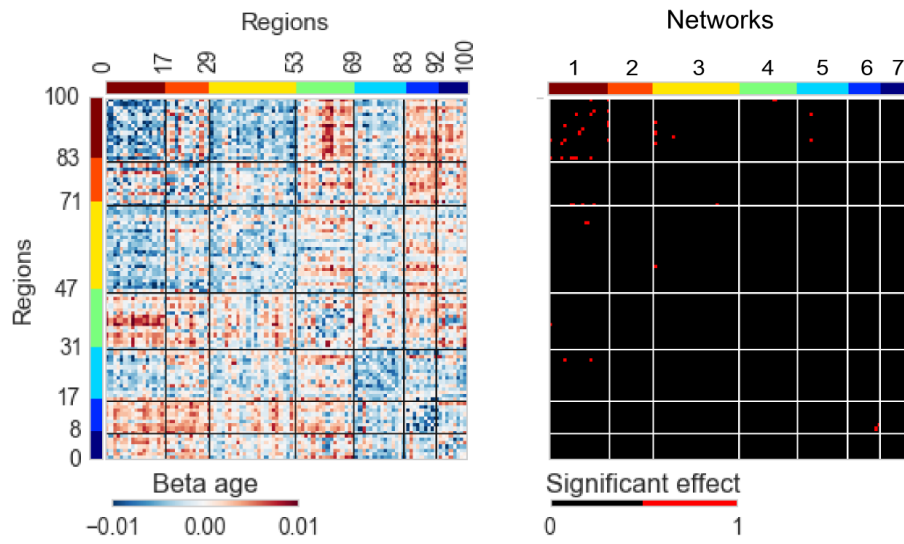 Regions
Networks
0 17 29 53 69 83 92 100
1 2 3 4 5 6 7
100
83
71
47
31
17
8
0
Regions
Beta age
−0.01 0.00 0.01
Significant effect
0 1